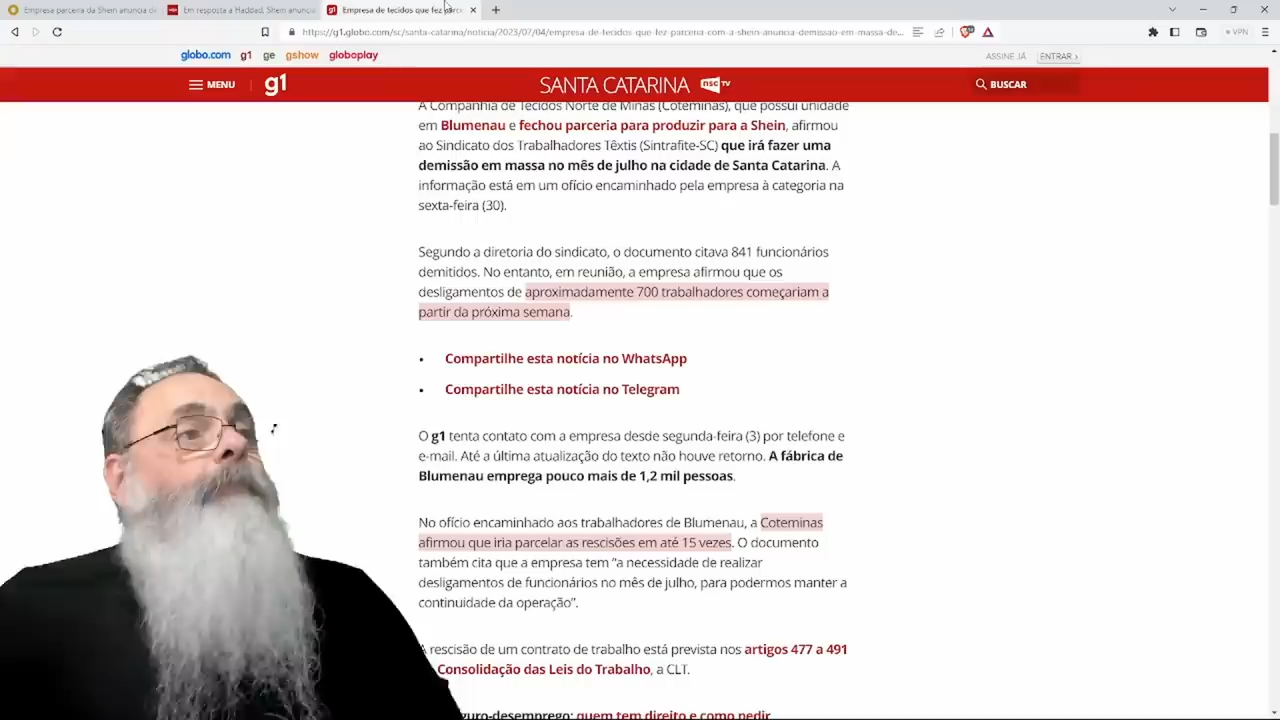 Empresa parceira da Shein anuncia de
Em resposta a Haddad, Shein anuncia
Empresa de tecidos que fez parce
https://g1.globo.com/sc/santa-catarina/noticia/2023/07/04/empresa-de-tecidos-que-fez-parceria-com-a-shein-anuncia-demissao-em-massa-de...
VPN
globo.com g1 ge gshow globoplay
ASSINE JÁ ENTRAR ›
MENU g1 SANTA CATARINA nsc TV BUSCAR
A Companhia de Tecidos Norte de Minas (Coteminas), que possui unidade
em Blumenau e fechou parceria para produzir para a Shein, afirmou
ao Sindicato dos Trabalhadores Têxtis (Sintrafite-SC) que irá fazer uma
demissão em massa no mês de julho na cidade de Santa Catarina. A
informação está em um ofício encaminhado pela empresa à categoria na
sexta-feira (30).
Segundo a diretoria do sindicato, o documento citava 841 funcionários
demitidos. No entanto, em reunião, a empresa afirmou que os
desligamentos de aproximadamente 700 trabalhadores começariam a
partir da próxima semana.
• Compartilhe esta notícia no WhatsApp
• Compartilhe esta notícia no Telegram
O g1 tenta contato com a empresa desde segunda-feira (3) por telefone e
e-mail. Até a última atualização do texto não houve retorno. A fábrica de
Blumenau emprega pouco mais de 1,2 mil pessoas.
No ofício encaminhado aos trabalhadores de Blumenau, a Coteminas
afirmou que iria parcelar as rescisões em até 15 vezes. O documento
também cita que a empresa tem "a necessidade de realizar
desligamentos de funcionários no mês de julho, para podermos manter a
continuidade da operação".
A rescisão de um contrato de trabalho está prevista nos artigos 477 a 491
Consolidação das Leis do Trabalho, a CLT.
guro-desemprego: quem tem direito e como pedir